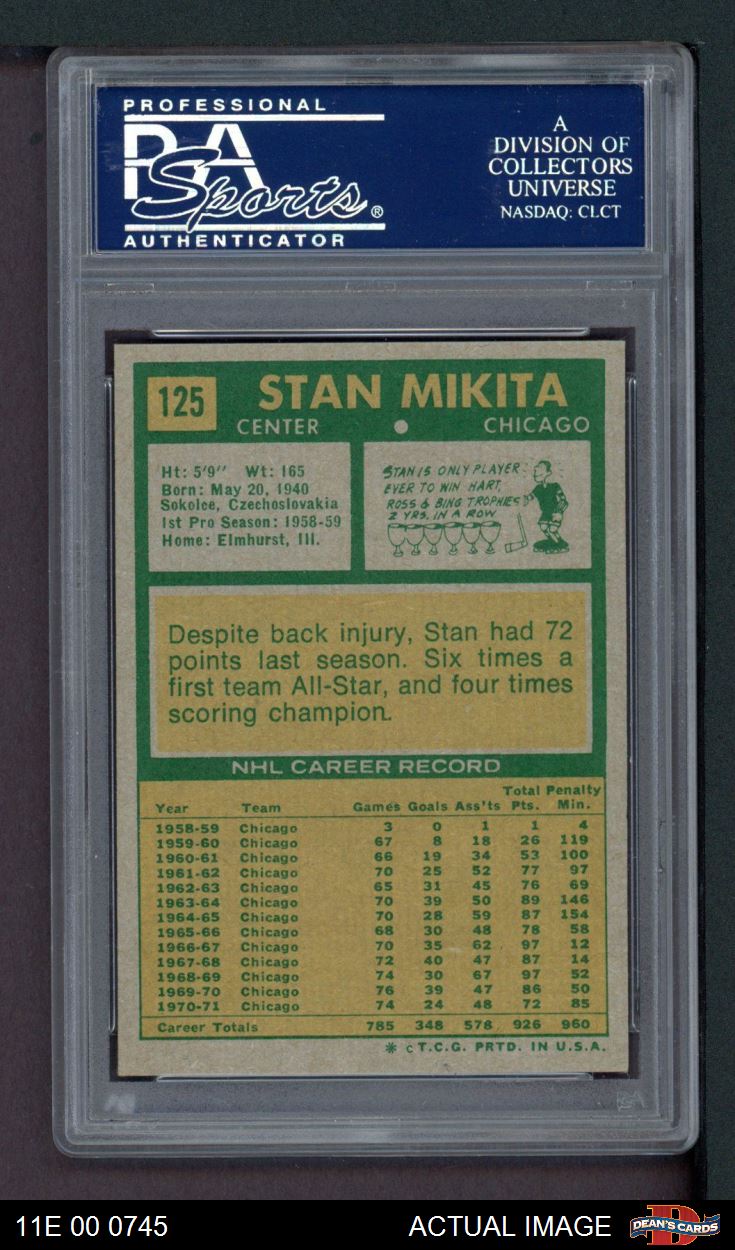 PROFESSIONAL
PSA
Sports®
AUTHENTICATOR
A
DIVISION OF
COLLECTORS
UNIVERSE
NASDAQ: CLCT
125
STAN MIKITA
CENTER CHICAGO
Ht: 5'9" Wt: 165
Born: May 20, 1940
Sokolce, Czechoslovakia
1st Pro Season: 1958-59
Home: Elmhurst, Ill.
STAN IS ONLY PLAYER
EVER TO WIN HART,
ROSS & BING TROPHIES
2 YRS. IN A ROW.
Despite back injury, Stan had 72
points last season. Six times a
first team All-Star, and four times
scoring champion.
NHL CAREER RECORD
Year Team Games Goals Ass'ts Total Pts. Penalty Min.
1958-59 Chicago 3 0 1 1 4
1959-60 Chicago 67 8 18 26 119
1960-61 Chicago 66 19 34 53 100
1961-62 Chicago 70 25 52 77 97
1962-63 Chicago 65 31 45 76 69
1963-64 Chicago 70 39 50 89 146
1964-65 Chicago 70 28 59 87 154
1965-66 Chicago 68 30 48 78 58
1966-67 Chicago 70 35 62 97 12
1967-68 Chicago 72 40 47 87 14
1968-69 Chicago 74 30 67 97 52
1969-70 Chicago 76 39 47 86 50
1970-71 Chicago 74 24 48 72 85
Career Totals 785 348 578 926 960
* c T.C.G. PRTD. IN U.S.A.
11E 00 0745
ACTUAL IMAGE
DEAN'S CARDS